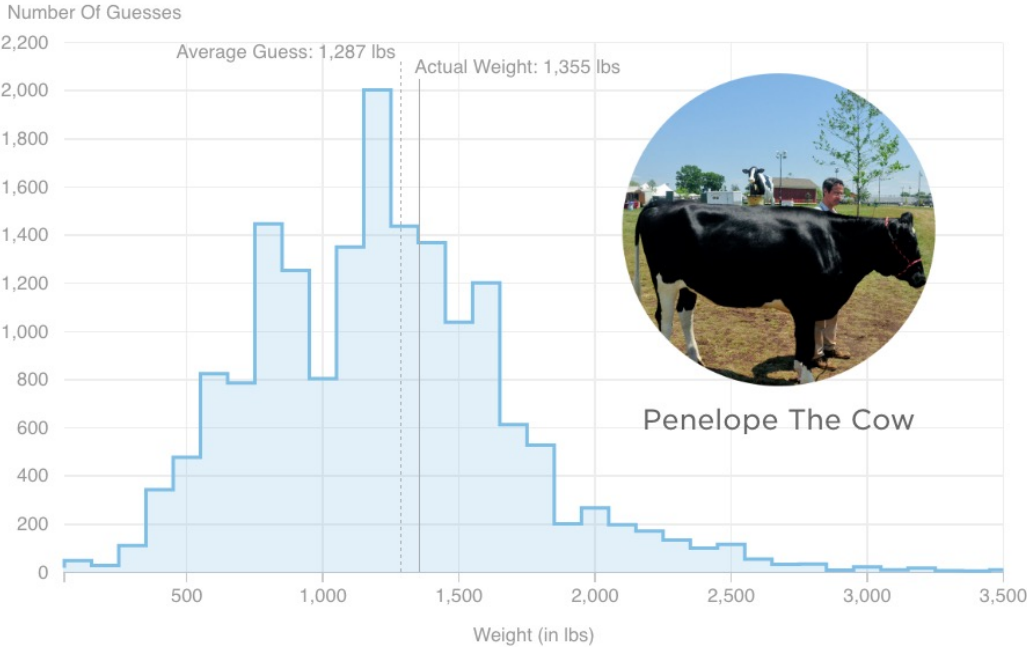 Number Of Guesses
2,200
Average Guess: 1,287 lbs
Actual Weight: 1,355 lbs
2,000
1,800
1,600
1,400
1,200
1,000
800
600
400
200
0
Penelope The Cow
500 1,000 1,500 2,000 2,500 3,000 3,500
Weight (in lbs)